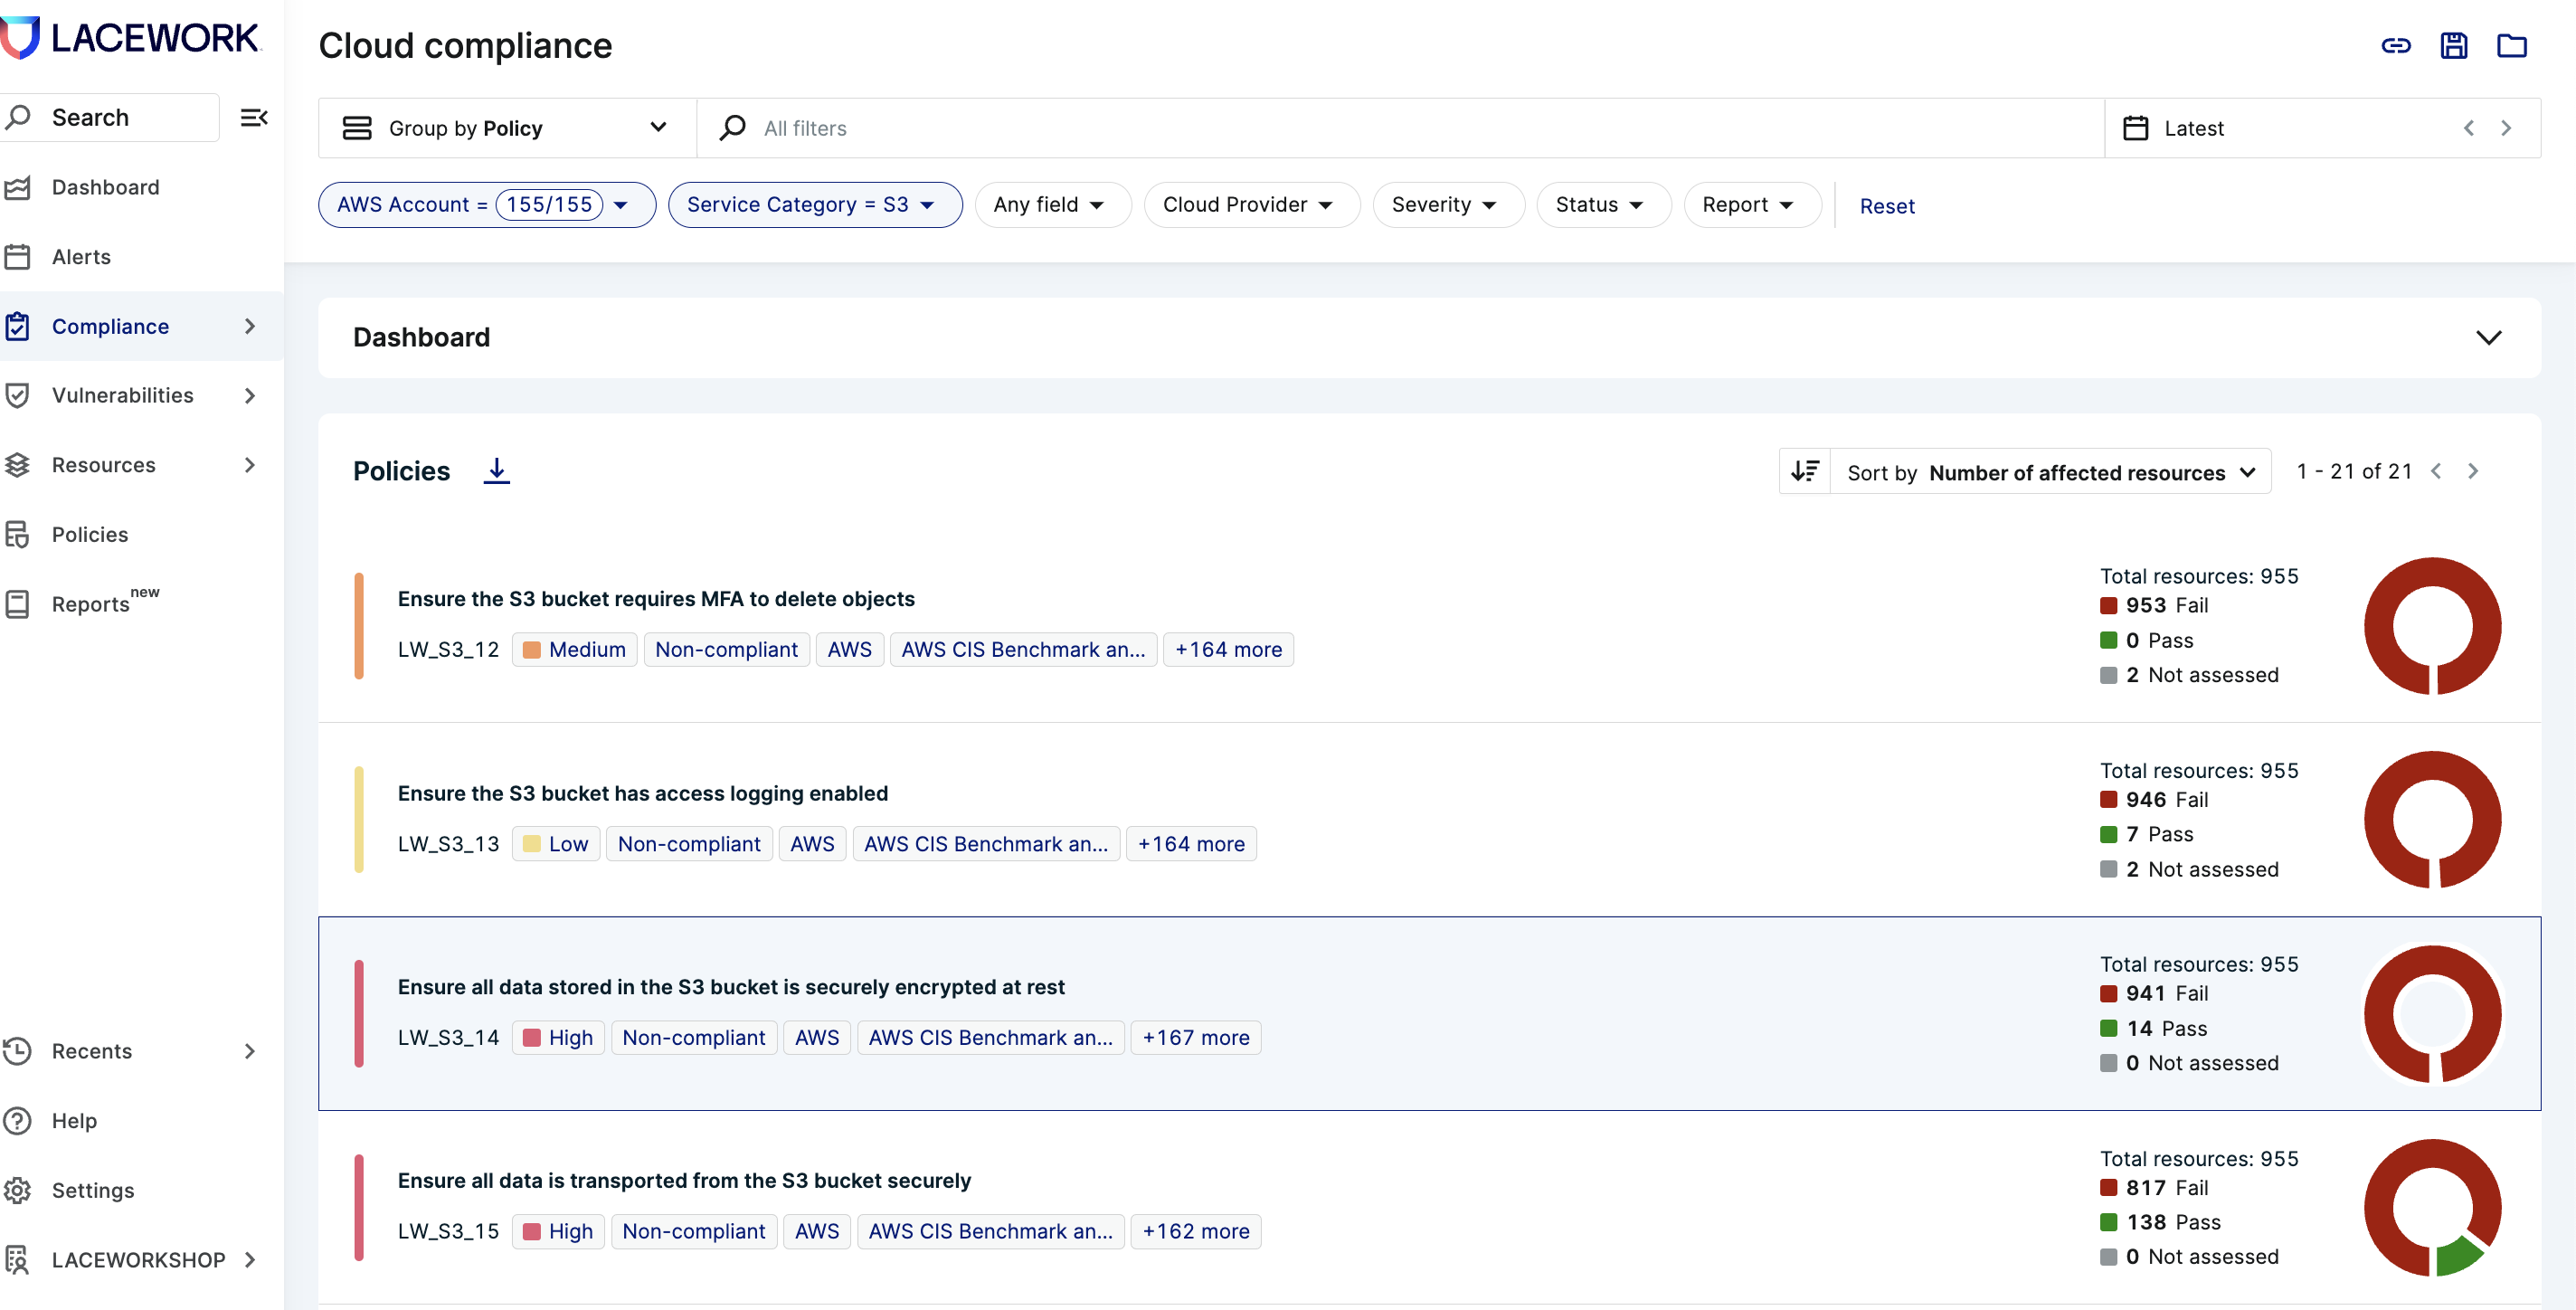 LACEWORK
Search
Dashboard
Alerts
Compliance
Vulnerabilities
Resources
Policies
Reports new
Recents
Help
Settings
LACEWORKSHOP
Cloud compliance
Group by Policy
All filters
Latest
AWS Account = 155/155
Service Category = S3
Any field
Cloud Provider
Severity
Status
Report
Reset
Dashboard
Policies
Sort by Number of affected resources
1 - 21 of 21
Ensure the S3 bucket requires MFA to delete objects
LW_S3_12 Medium Non-compliant AWS AWS CIS Benchmark an... +164 more
Total resources: 955
953 Fail
0 Pass
2 Not assessed
Ensure the S3 bucket has access logging enabled
LW_S3_13 Low Non-compliant AWS AWS CIS Benchmark an... +164 more
Total resources: 955
946 Fail
7 Pass
2 Not assessed
Ensure all data stored in the S3 bucket is securely encrypted at rest
LW_S3_14 High Non-compliant AWS AWS CIS Benchmark an... +167 more
Total resources: 955
941 Fail
14 Pass
0 Not assessed
Ensure all data is transported from the S3 bucket securely
LW_S3_15 High Non-compliant AWS AWS CIS Benchmark an... +162 more
Total resources: 955
817 Fail
138 Pass
0 Not assessed